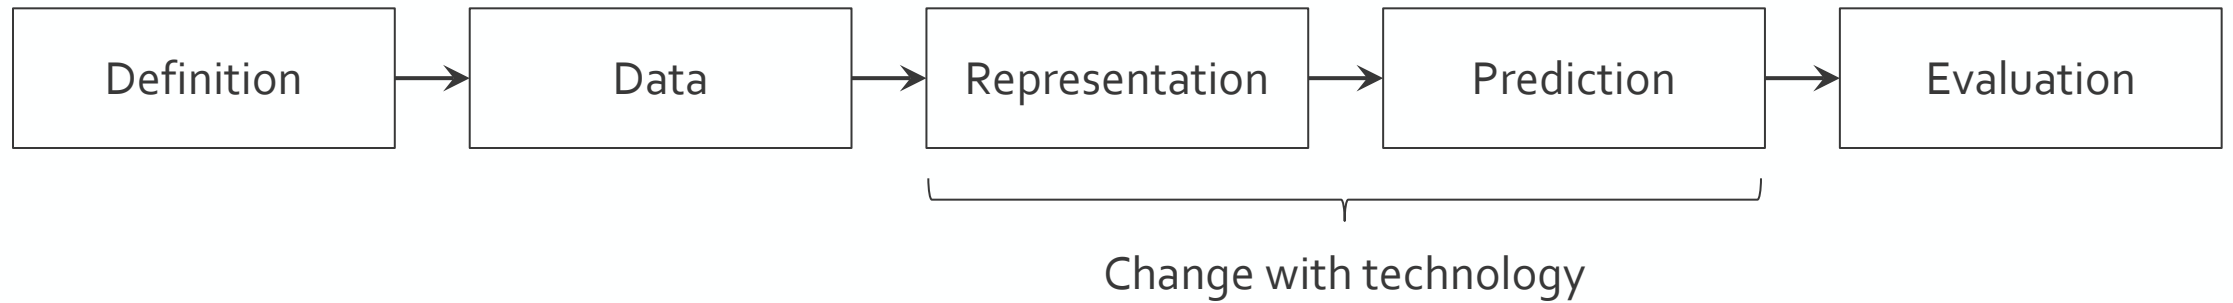 Definition
Data
Representation
Prediction
Evaluation
Change with technology